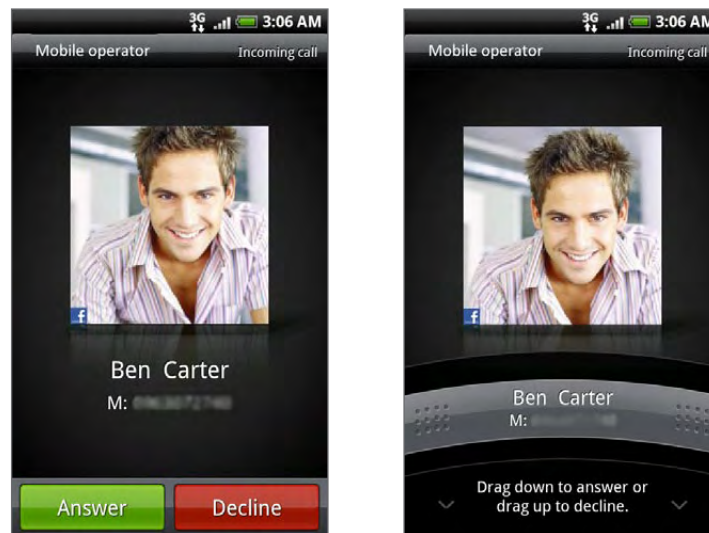 3G 3:06 AM
Mobile operator Incoming call
f
Ben Carter
M:
Answer Decline
3G 3:06 AM
Mobile operator Incoming call
f
Ben Carter
M:
Drag down to answer or
drag up to decline.